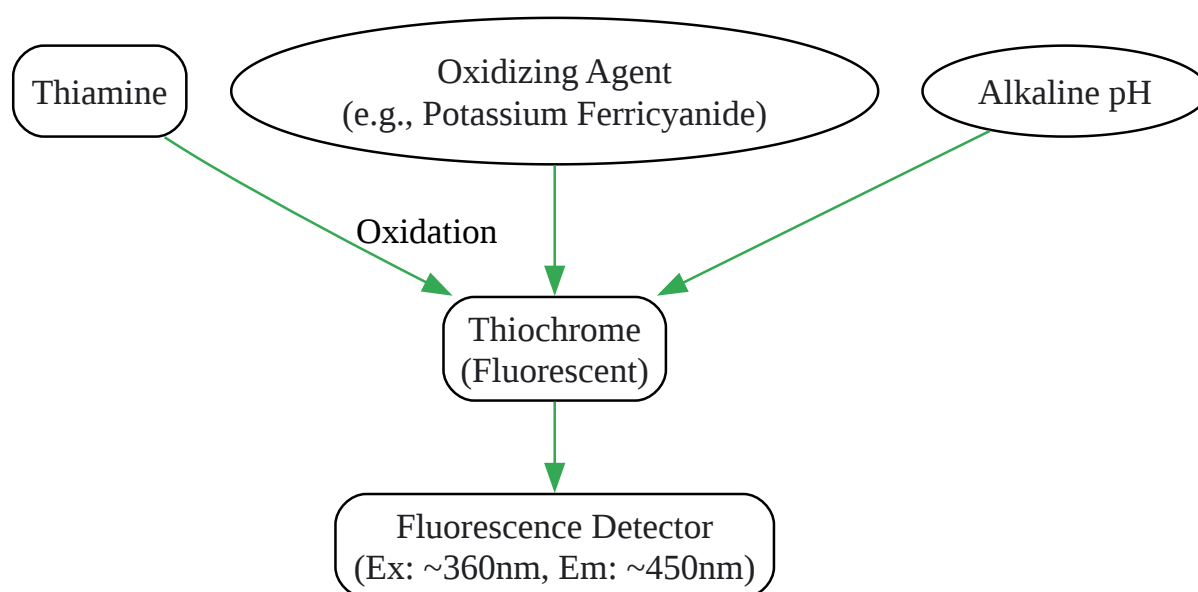 Thiamine
Oxidizing Agent
(e.g., Potassium Ferricyanide)
Alkaline pH
Oxidation
Thiochrome
(Fluorescent)
Fluorescence Detector
(Ex: ~360nm, Em: ~450nm)